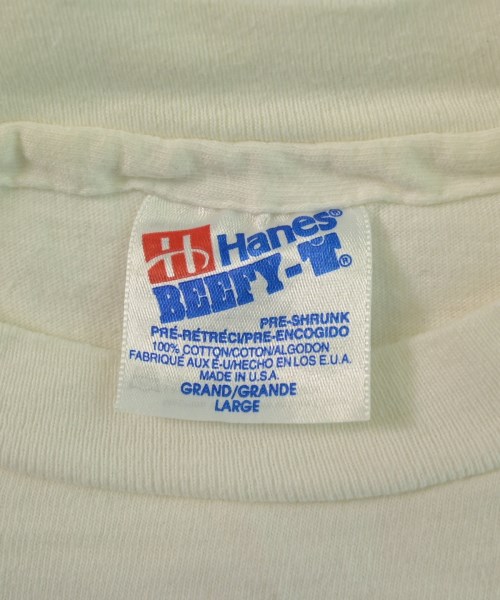 H Hanes®
BEEFY-T®
PRE-SHRUNK
PRÉ-RÉTRÉCI/PRE-ENCOGIDO
100% COTTON/COTON/ALGODON
FABRIQUE AUX É-U/HECHO EN LOS E.U.A.
MADE IN U.S.A.
GRAND/GRANDE
LARGE